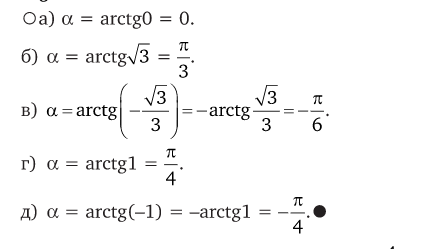 ○а) α = arctg0 = 0.
б) α = arctg√3 = π/3.
в) α = arctg(−√3/3) = −arctg √3/3 = −π/6.
г) α = arctg1 = π/4.
д) α = arctg(–1) = –arctg1 = −π/4.●